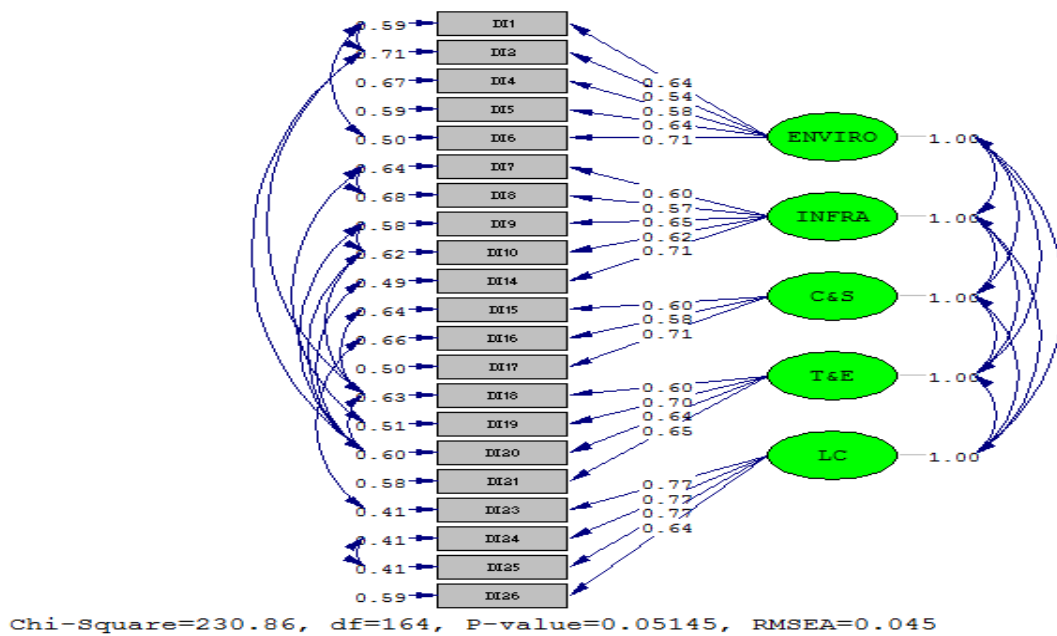 0.59 DI1
0.71 DI2
0.67 DI4
0.59 DI5
0.50 DI6
0.64 DI7
0.68 DI8
0.58 DI9
0.62 DI10
0.49 DI14
0.64 DI15
0.66 DI16
0.50 DI17
0.63 DI18
0.51 DI19
0.60 DI20
0.58 DI21
0.41 DI23
0.41 DI24
0.41 DI25
0.59 DI26
0.64
0.54
0.58
0.64
0.71
0.60
0.57
0.65
0.62
0.71
0.60
0.58
0.71
0.60
0.70
0.64
0.65
0.77
0.77
0.77
0.64
ENVIRO 1.00
INFRA 1.00
C&S 1.00
T&E 1.00
LC 1.00
Chi-Square=230.86, df=164, P-value=0.05145, RMSEA=0.045